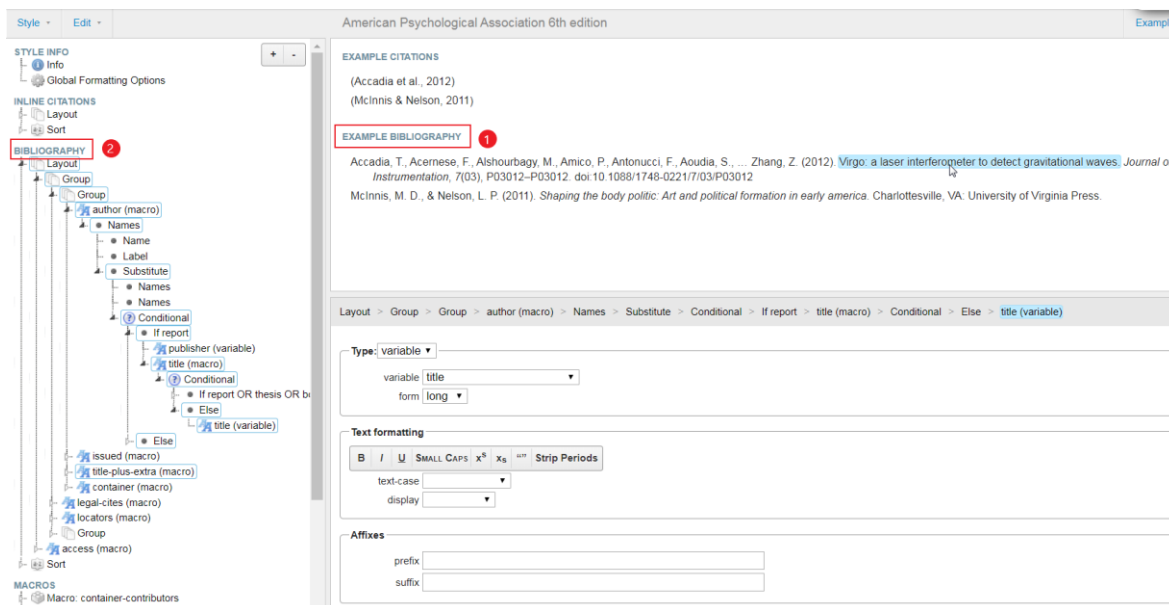 Style
Edit
American Psychological Association 6th edition
Exampl
STYLE INFO
+ -
Info
Global Formatting Options
INLINE CITATIONS
Layout
Sort
BIBLIOGRAPHY 2
Layout
Group
Group
author (macro)
Names
Name
Label
Substitute
Names
Names
Conditional
If report
publisher (variable)
title (macro)
Conditional
If report OR thesis OR b
Else
title (variable)
Else
issued (macro)
title-plus-extra (macro)
container (macro)
legal-cites (macro)
locators (macro)
Group
access (macro)
Sort
MACROS
Macro: container-contributors
EXAMPLE CITATIONS
(Accadia et al., 2012)
(McInnis & Nelson, 2011)
EXAMPLE BIBLIOGRAPHY 1
Accadia, T., Acernese, F., Alshourbagy, M., Amico, P., Antonucci, F., Aoudia, S., … Zhang, Z. (2012). Virgo: a laser interferometer to detect gravitational waves. Journal o
Instrumentation, 7(03), P03012–P03012. doi:10.1088/1748-0221/7/03/P03012
McInnis, M. D., & Nelson, L. P. (2011). Shaping the body politic: Art and political formation in early america. Charlottesville, VA: University of Virginia Press.
Layout > Group > Group > author (macro) > Names > Substitute > Conditional > If report > title (macro) > Conditional > Else > title (variable)
Type: variable
variable title
form long
Text formatting
B I U SMALL CAPS x^S x_S “” Strip Periods
text-case
display
Affixes
prefix
suffix